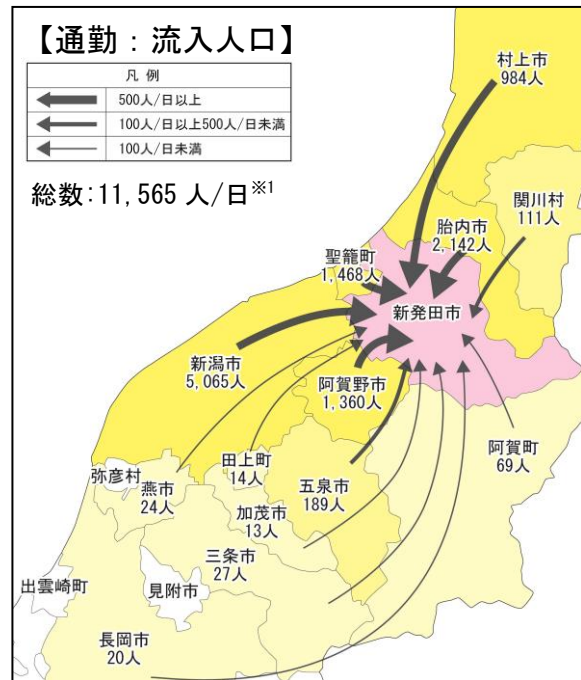 【通勤：流入人口】
凡 例
500人/日以上
100人/日以上500人/日未満
100人/日未満
総数:11,565 人/日※1
村上市
984人
関川村
111人
胎内市
2,142人
聖籠町
1,468人
新発田市
新潟市
5,065人
阿賀野市
1,360人
阿賀町
69人
弥彦村
燕市
24人
田上町
14人
五泉市
189人
加茂市
13人
三条市
27人
出雲崎町
見附市
長岡市
20人